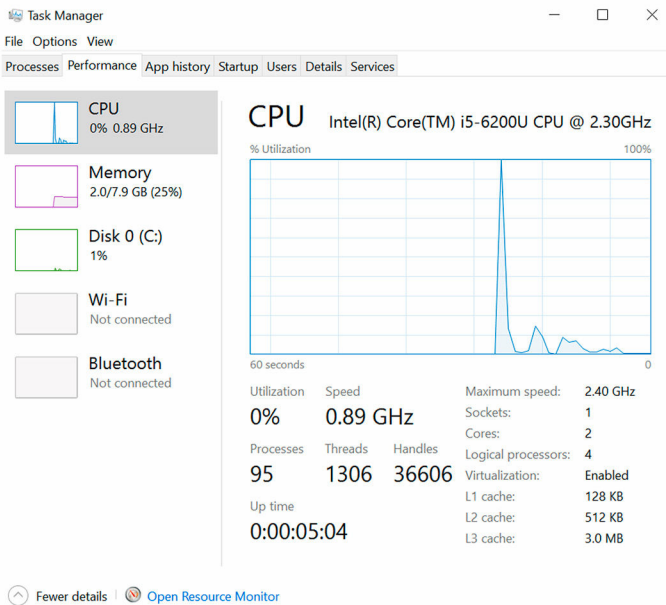 Task Manager
File Options View
Processes Performance App history Startup Users Details Services
CPU
0% 0.89 GHz
Memory
2.0/7.9 GB (25%)
Disk 0 (C:)
1%
Wi-Fi
Not connected
Bluetooth
Not connected
CPU Intel(R) Core(TM) i5-6200U CPU @ 2.30GHz
% Utilization 100%
60 seconds 0
Utilization Speed
0% 0.89 GHz
Processes Threads Handles
95 1306 36606
Up time
0:00:05:04
Maximum speed: 2.40 GHz
Sockets: 1
Cores: 2
Logical processors: 4
Virtualization: Enabled
L1 cache: 128 KB
L2 cache: 512 KB
L3 cache: 3.0 MB
Fewer details Open Resource Monitor